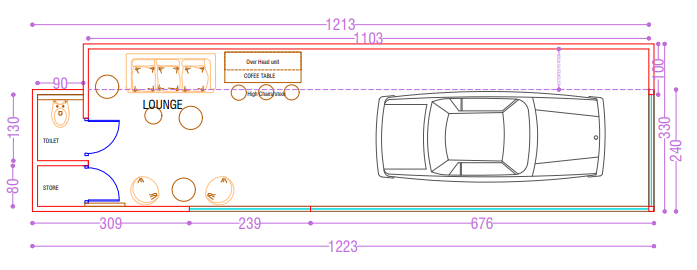 1213
1103
90
Over Head unit
COFEE TABLE
100
LOUNGE
High Chairs/stool
130
TOILET
330
240
80
STORE
309
239
676
1223